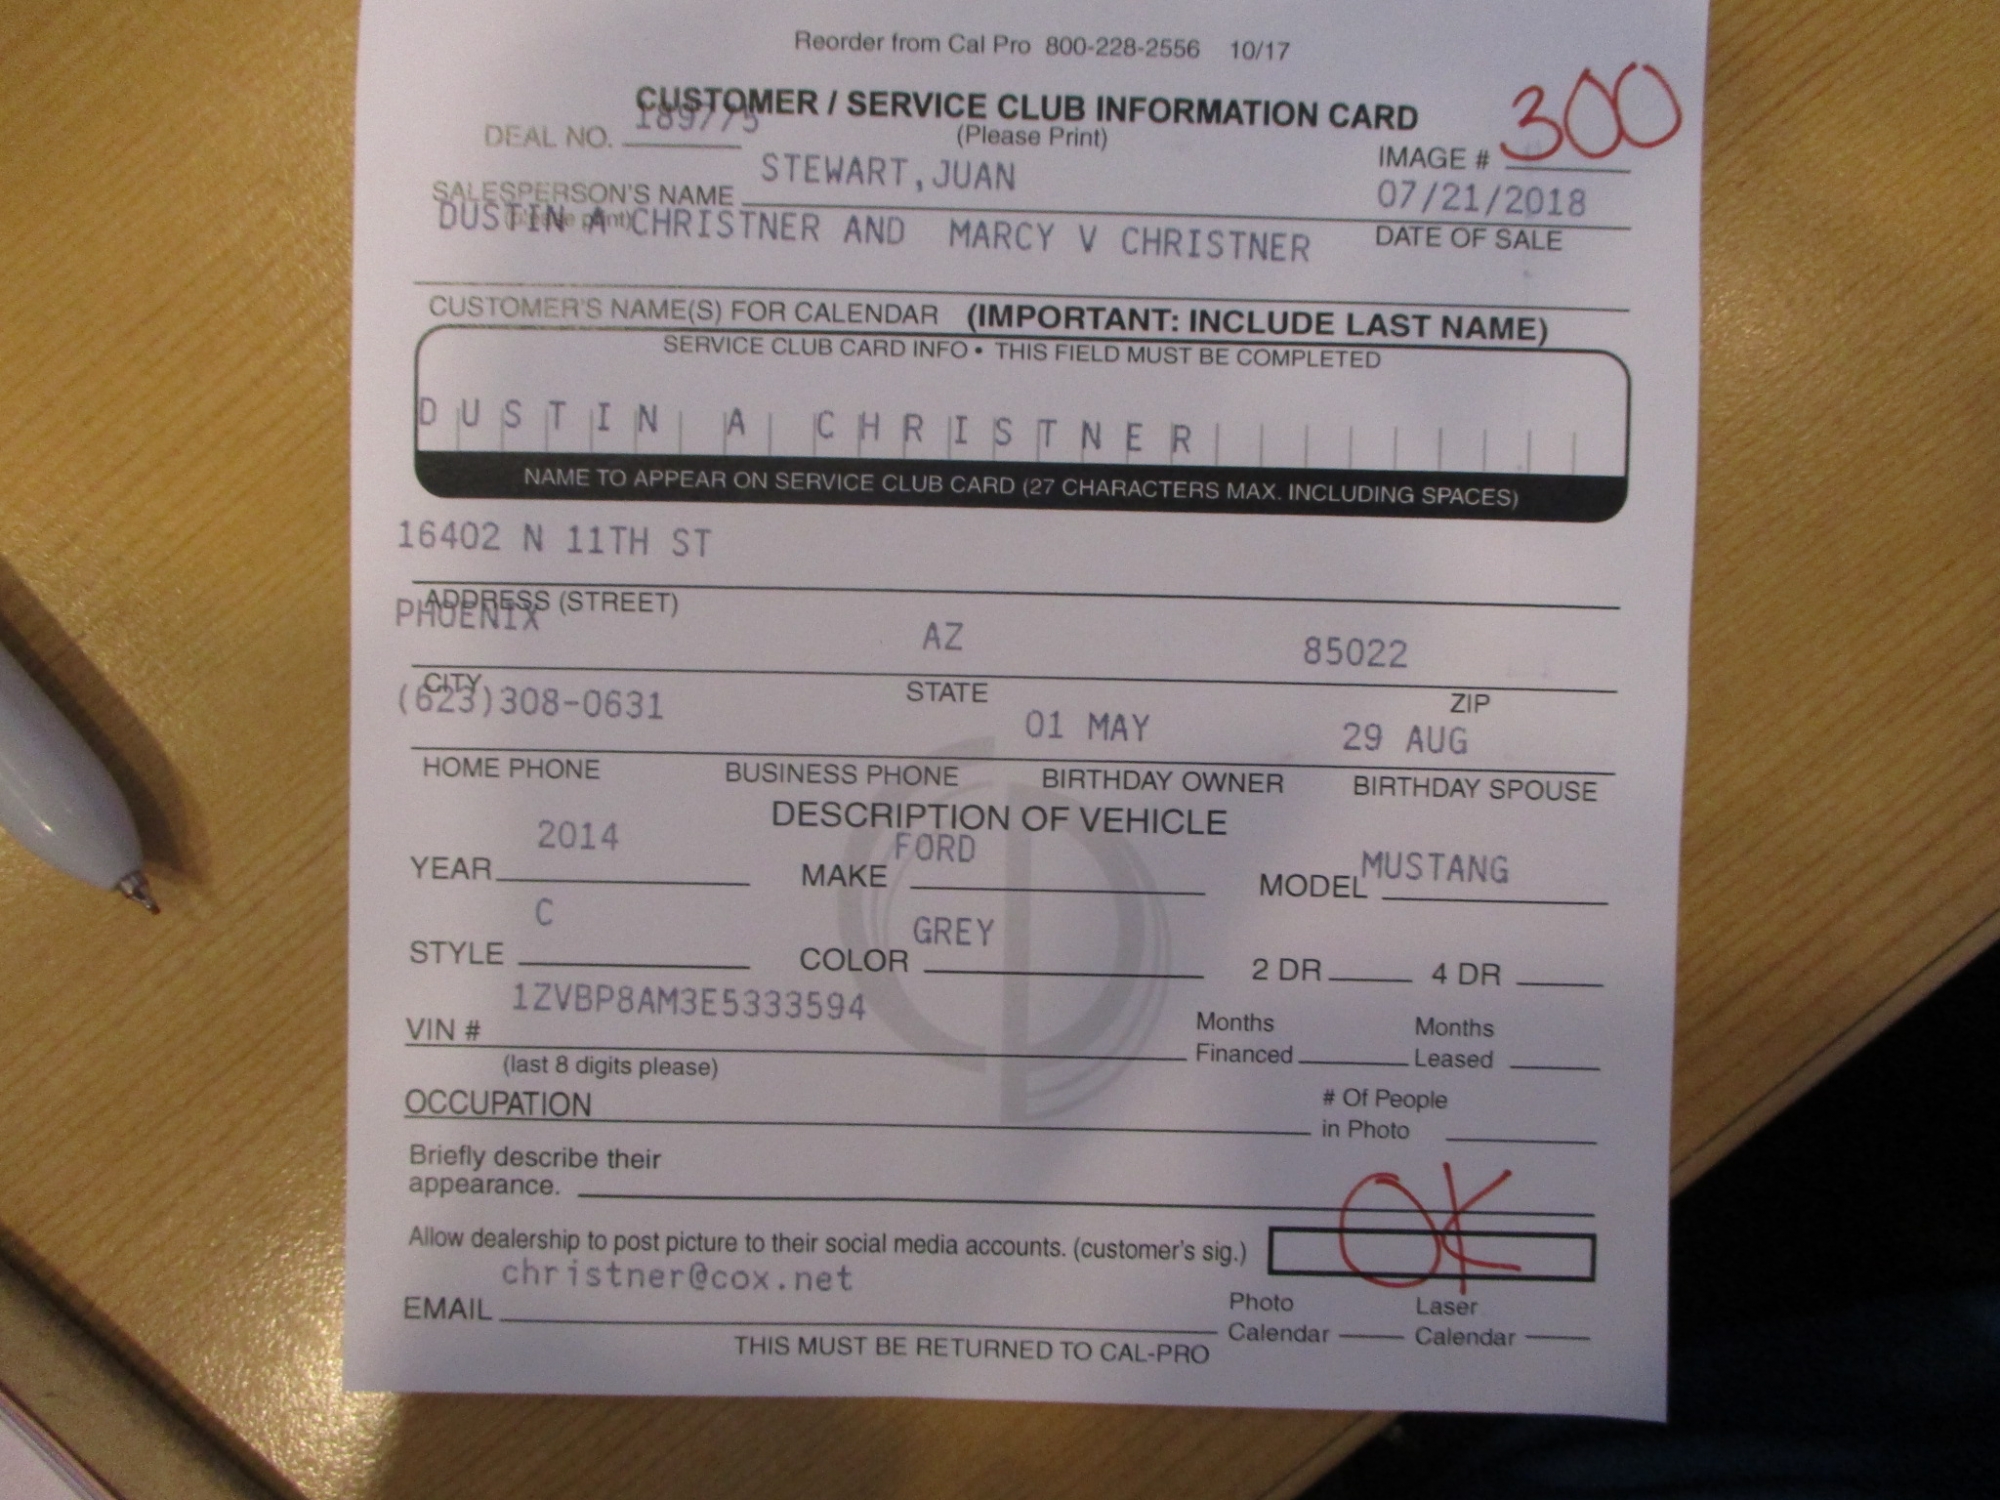 Reorder from Cal Pro 800-228-2556 10/17
CUSTOMER / SERVICE CLUB INFORMATION CARD
(Please Print)
300
DEAL NO. 189775
IMAGE #
STEWART,JUAN
07/21/2018
SALESPERSON'S NAME
DATE OF SALE
DUSTIN A CHRISTNER AND MARCY V CHRISTNER
CUSTOMER'S NAME(S) FOR CALENDAR (IMPORTANT: INCLUDE LAST NAME)
SERVICE CLUB CARD INFO • THIS FIELD MUST BE COMPLETED
DUSTIN A CHRISTNER
NAME TO APPEAR ON SERVICE CLUB CARD (27 CHARACTERS MAX. INCLUDING SPACES)
16402 N 11TH ST
ADDRESS (STREET)
PHOENIX AZ 85022
CITY STATE ZIP
(623)308-0631 01 MAY 29 AUG
HOME PHONE BUSINESS PHONE BIRTHDAY OWNER BIRTHDAY SPOUSE
DESCRIPTION OF VEHICLE
YEAR 2014 MAKE FORD MODEL MUSTANG
STYLE C COLOR GREY 2 DR 4 DR
VIN # 1ZVBP8AM3E5333594
(last 8 digits please)
Months Financed Months Leased
OCCUPATION
# Of People in Photo
Briefly describe their
appearance.
Allow dealership to post picture to their social media accounts. (customer's sig.) OK
EMAIL christner@cox.net
Photo Calendar Laser Calendar
THIS MUST BE RETURNED TO CAL-PRO